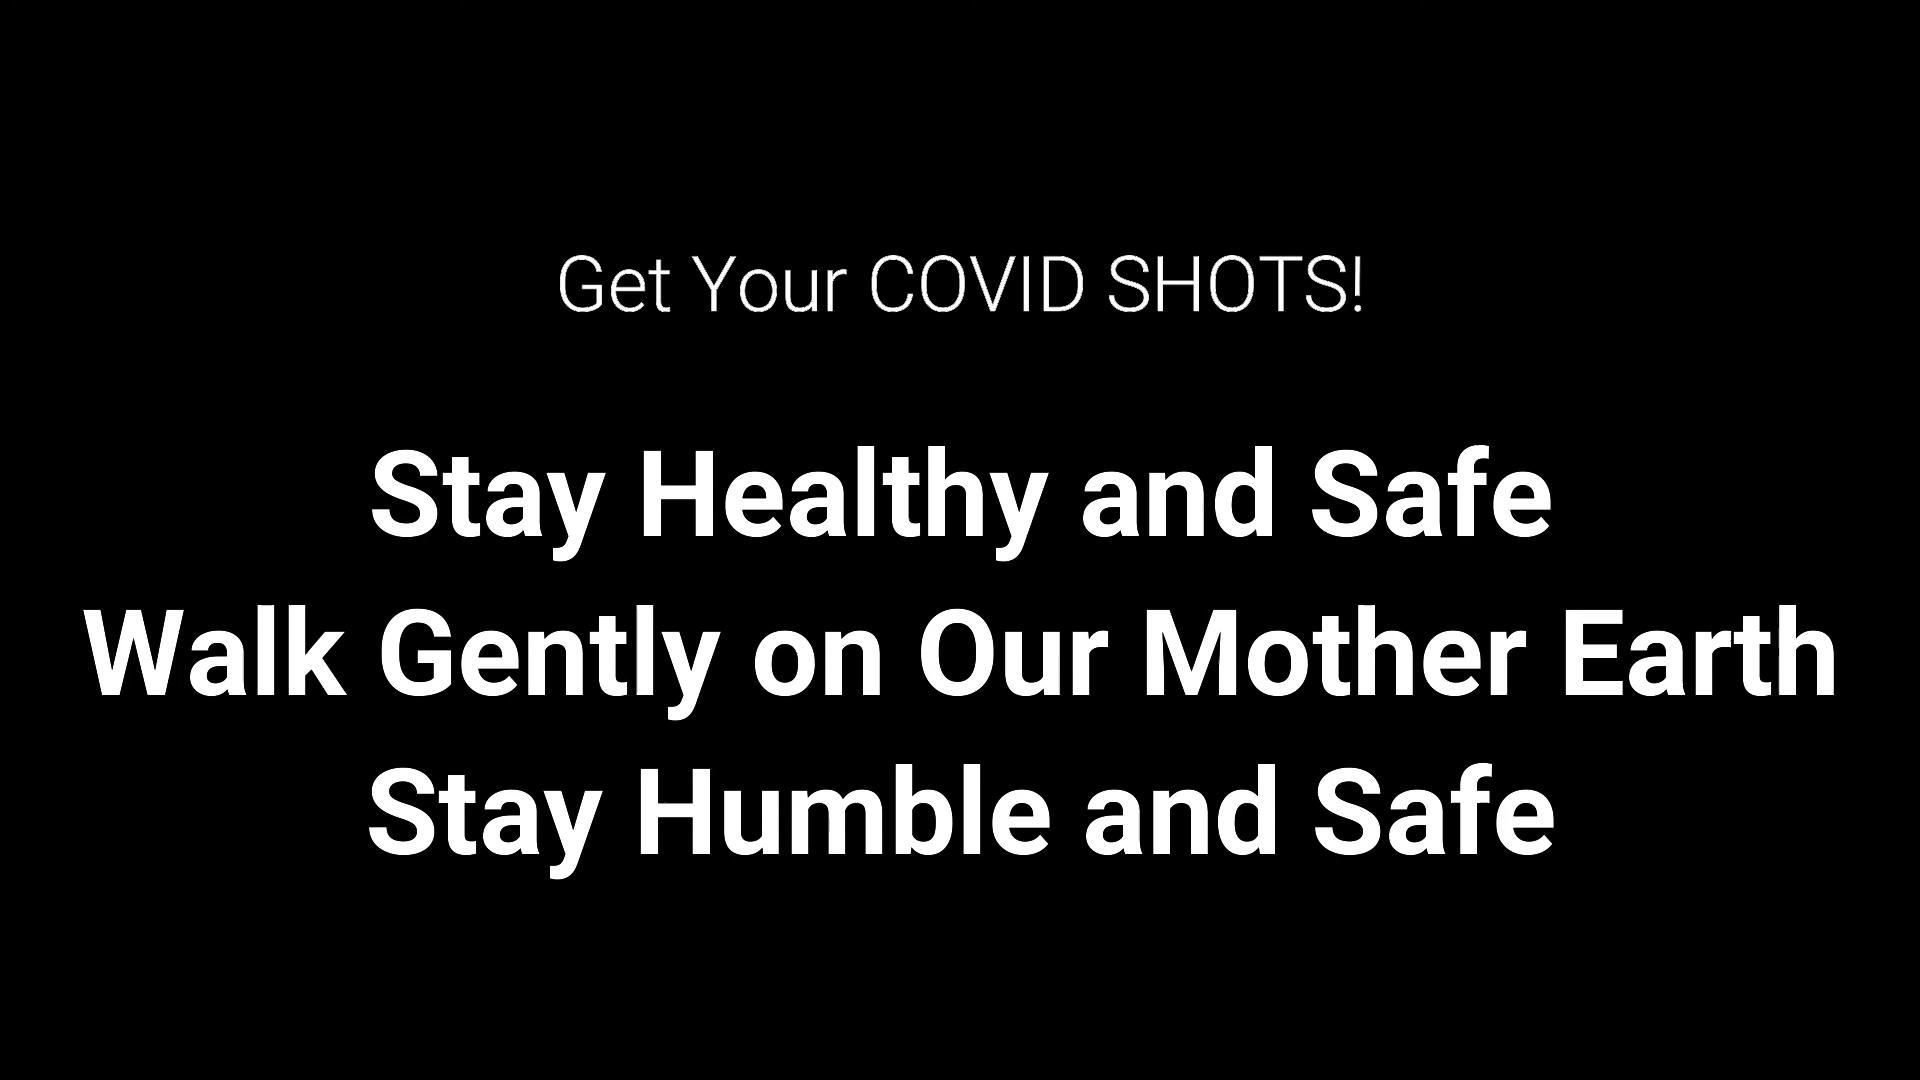 Get Your COVID SHOTS!
Stay Healthy and Safe
Walk Gently on Our Mother Earth
Stay Humble and Safe